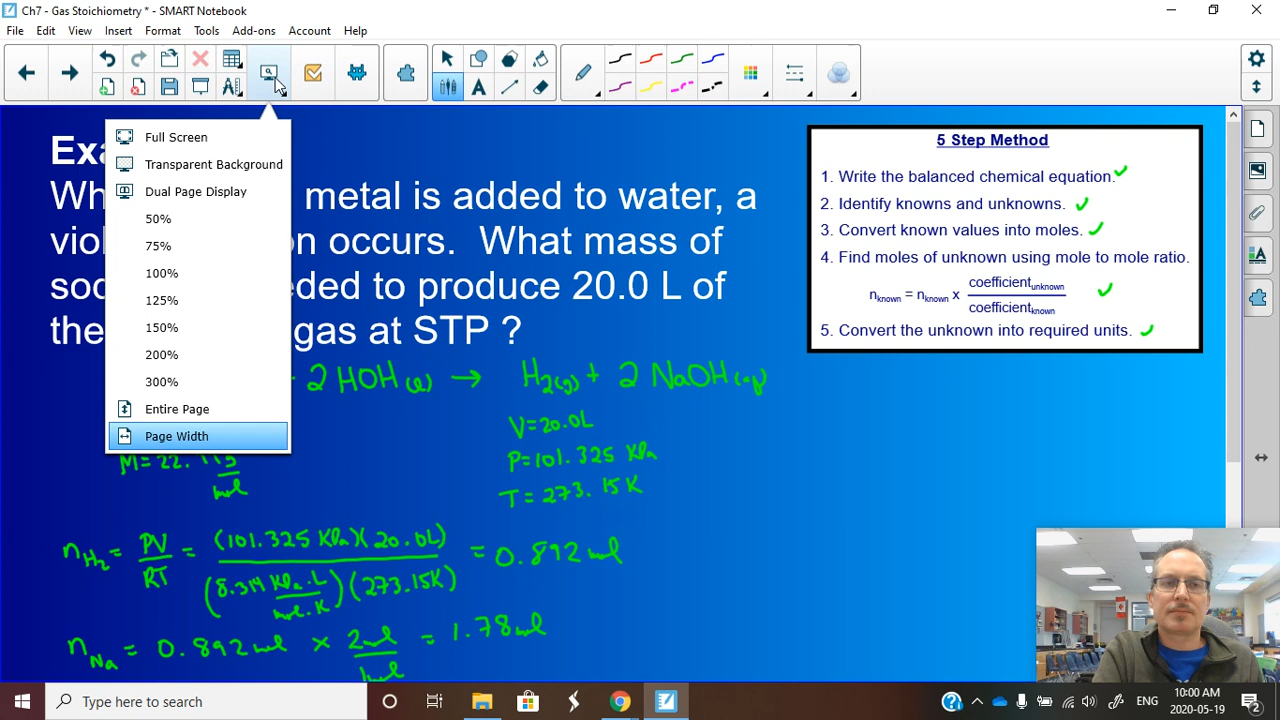 Ch7 - Gas Stoichiometry * - SMART Notebook
File Edit View Insert Format Tools Add-ons Account Help
Full Screen
Transparent Background
Dual Page Display
50%
75%
100%
125%
150%
200%
300%
Entire Page
Page Width
Exa
Wh metal is added to water, a
viol on occurs. What mass of
sod eded to produce 20.0 L of
the gas at STP ?
2 HOH(l) → H₂(g) + 2 NaOH(aq)
V=20.0L
P=101.325 KPa
T=273.15K
M=22.
mol
nH₂ = PV/RT = (101.325 KPa)(20.0L) / (8.314 KPa·L/mol·K)(273.15K) = 0.892 mol
nNa = 0.892 mol x 2mol/1mol = 1.78 mol
5 Step Method
1. Write the balanced chemical equation. ✓
2. Identify knowns and unknowns. ✓
3. Convert known values into moles. ✓
4. Find moles of unknown using mole to mole ratio.
nknown = nknown x coefficientunknown / coefficientknown ✓
5. Convert the unknown into required units. ✓
Type here to search
ENG
10:00 AM
2020-05-19
2